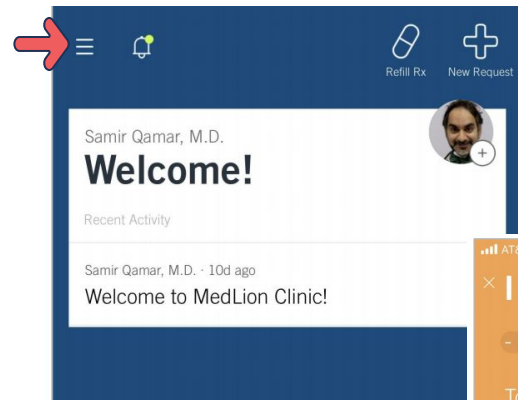 Refill Rx New Request
Samir Qamar, M.D.
Welcome!
Recent Activity
Samir Qamar, M.D. · 10d ago
Welcome to MedLion Clinic!